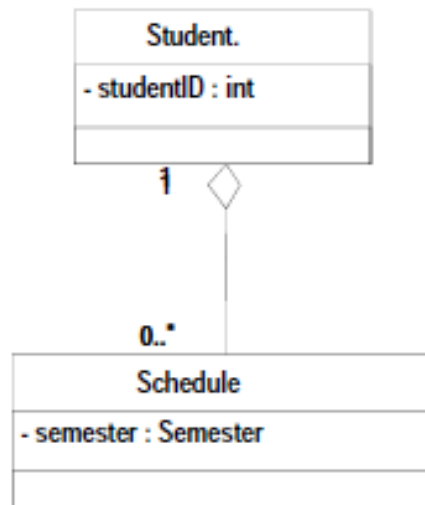 Student.
- studentID : int
1
0..*
Schedule
- semester : Semester